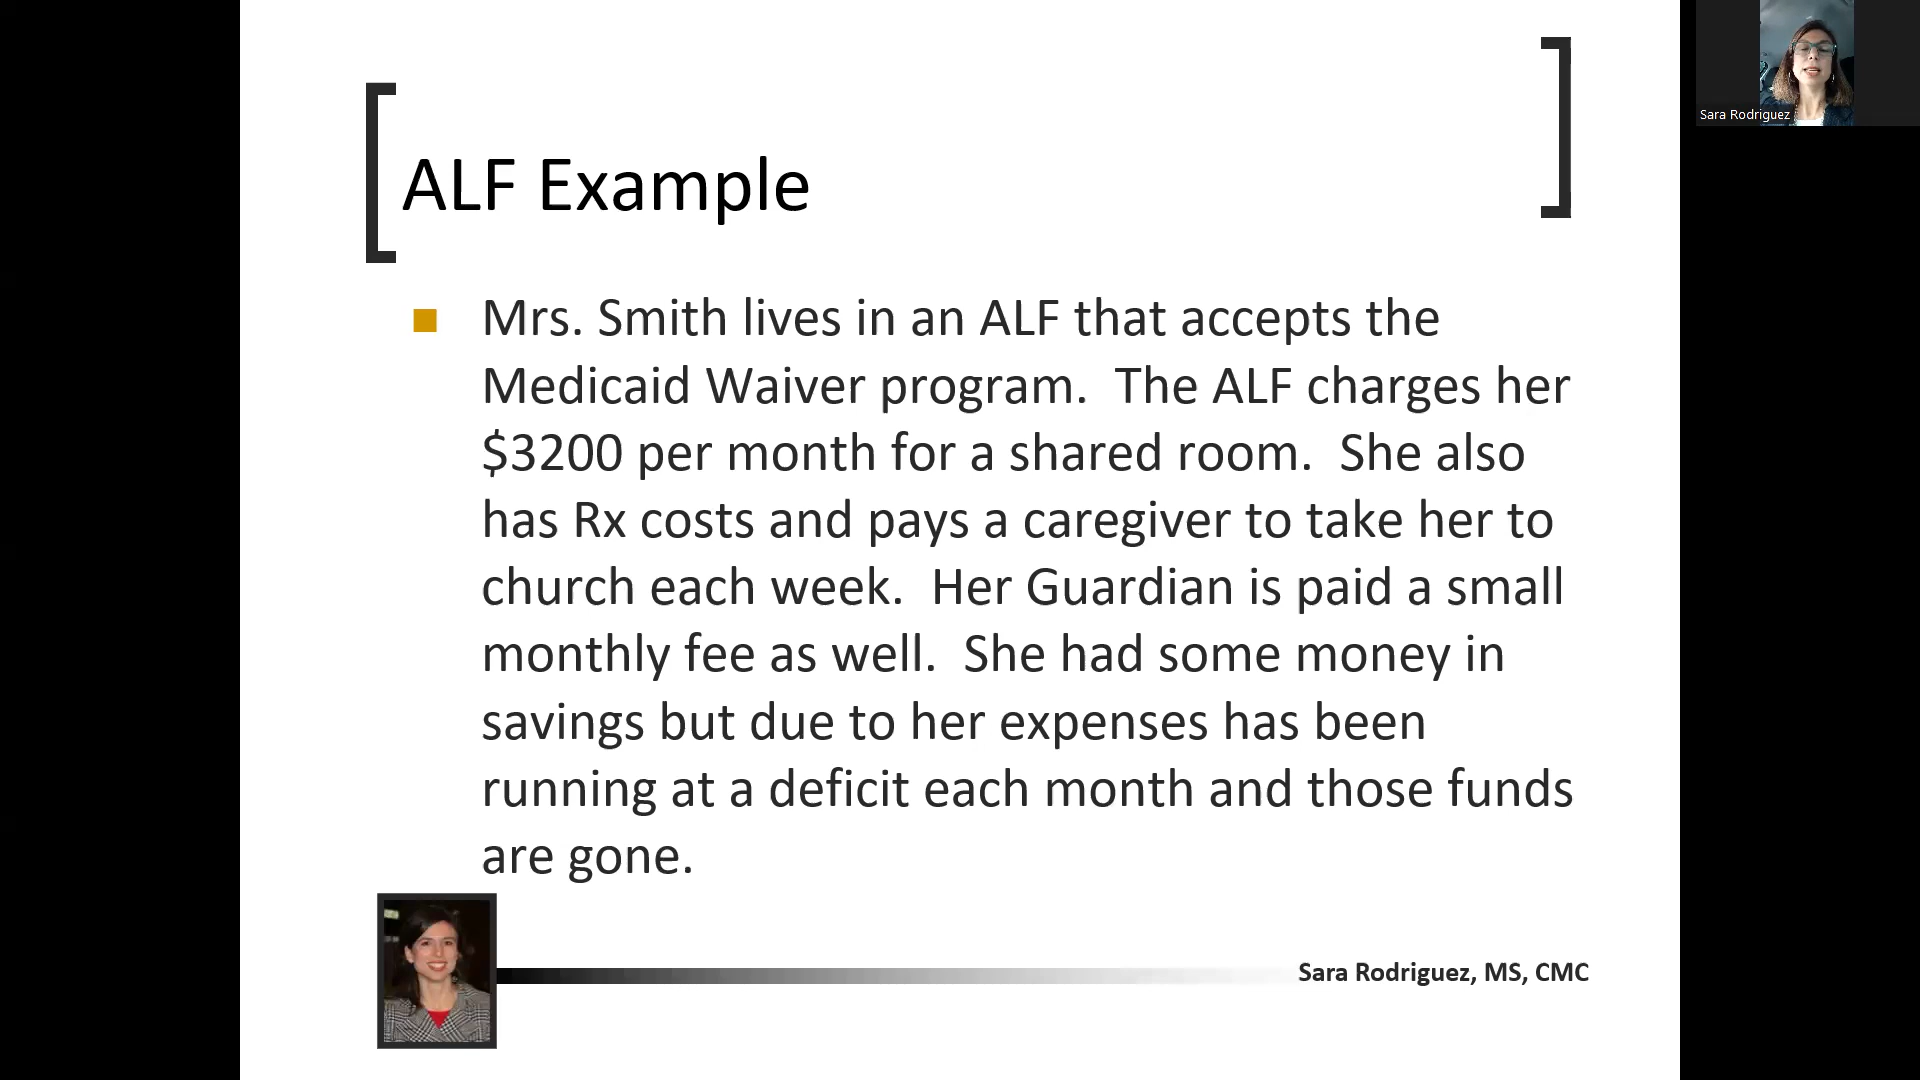 Sara Rodriguez
ALF Example
Mrs. Smith lives in an ALF that accepts the
Medicaid Waiver program.  The ALF charges her
$3200 per month for a shared room.  She also
has Rx costs and pays a caregiver to take her to
church each week.  Her Guardian is paid a small
monthly fee as well.  She had some money in
savings but due to her expenses has been
running at a deficit each month and those funds
are gone.
Sara Rodriguez, MS, CMC